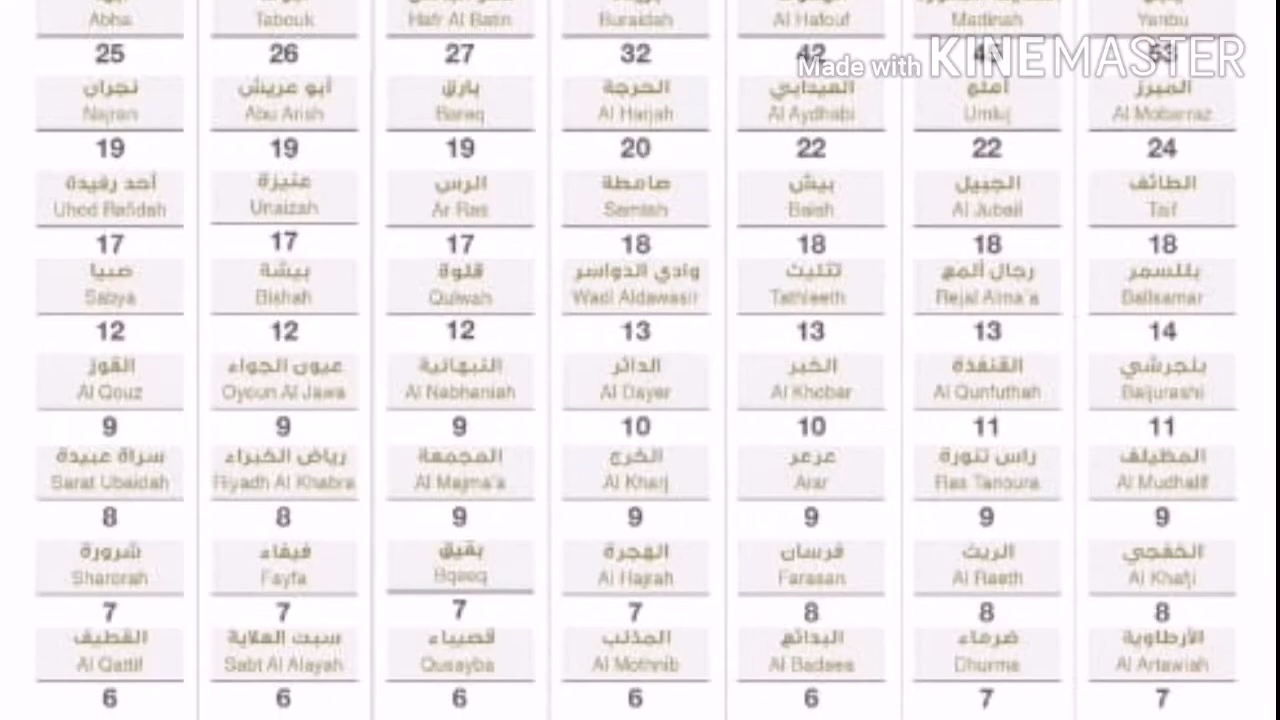 Abha Tabouk Hafr Al Batin Buraidah Al Hafouf Madinah Yanbu
25 26 27 32 42
Made with KINEMASTER
نجران أبو عريش بارق الحرجة العيدابي أملج المبرز
Najran Abu Arish Bareq Al Harjah Al Aydhabi Umluj Al Mobarraz
19 19 19 20 22 22 24
أحد رفيدة عنيزة الرس صامطة بيش الجبيل الطائف
Uhod Rafidah Unaizah Ar Ras Samtah Baish Al Jubail Taif
17 17 17 18 18 18 18
صبيا بيشة قلوة وادي الدواسر تثليث رجال ألمع بللسمر
Sabya Bishah Qulwah Wadi Aldawasir Tathleeth Rejal Alma'a Ballsamar
12 12 12 13 13 13 14
القوز عيون الجواء النبهانية الدائر الخبر القنفذة بلجرشي
Al Qouz Oyoun Al Jawa Al Nabhaniah Al Dayer Al Khobar Al Qunfuthah Baljurashi
9 9 9 10 10 11 11
سراة عبيدة رياض الخبراء المجمعة الخرج عرعر راس تنورة المظيلف
Sarat Ubaidah Riyadh Al Khabra Al Majma'a Al Kharj Arar Ras Tanoura Al Mudhalif
8 8 9 9 9 9 9
شرورة فيفاء بقيق الهجرة فرسان الريث الخفجي
Sharorah Fayfa Bqeeq Al Hajrah Farasan Al Raeth Al Khafji
7 7 7 7 8 8 8
القطيف سبت العلاية قصيباء المذنب البدائع ضرماء الأرطاوية
Al Qattif Sabt Al Alayah Qusayba Al Mothnib Al Badaea Dhurma Al Artawiah
6 6 6 6 6 7 7